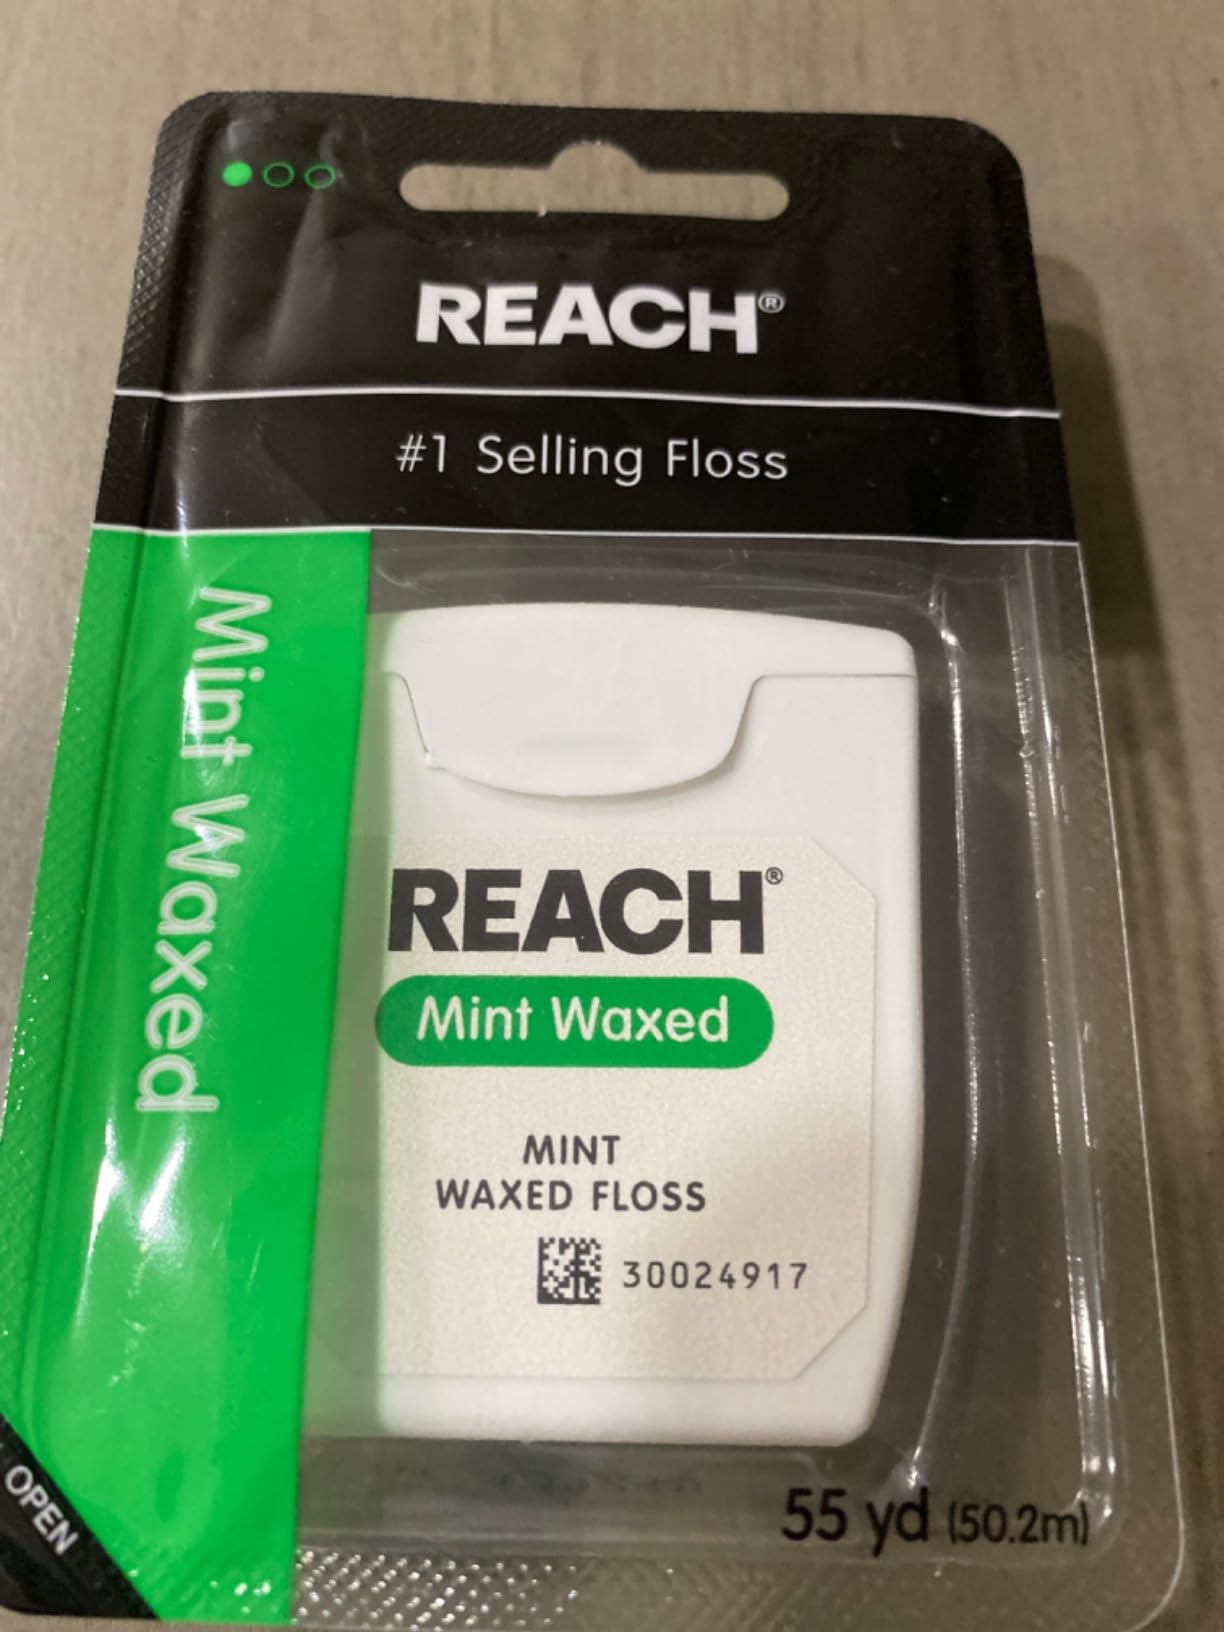 REACH®
#1 Selling Floss
Mint Waxed
REACH®
Mint Waxed
MINT
WAXED FLOSS
30024917
55 yd (50.2m)
OPEN